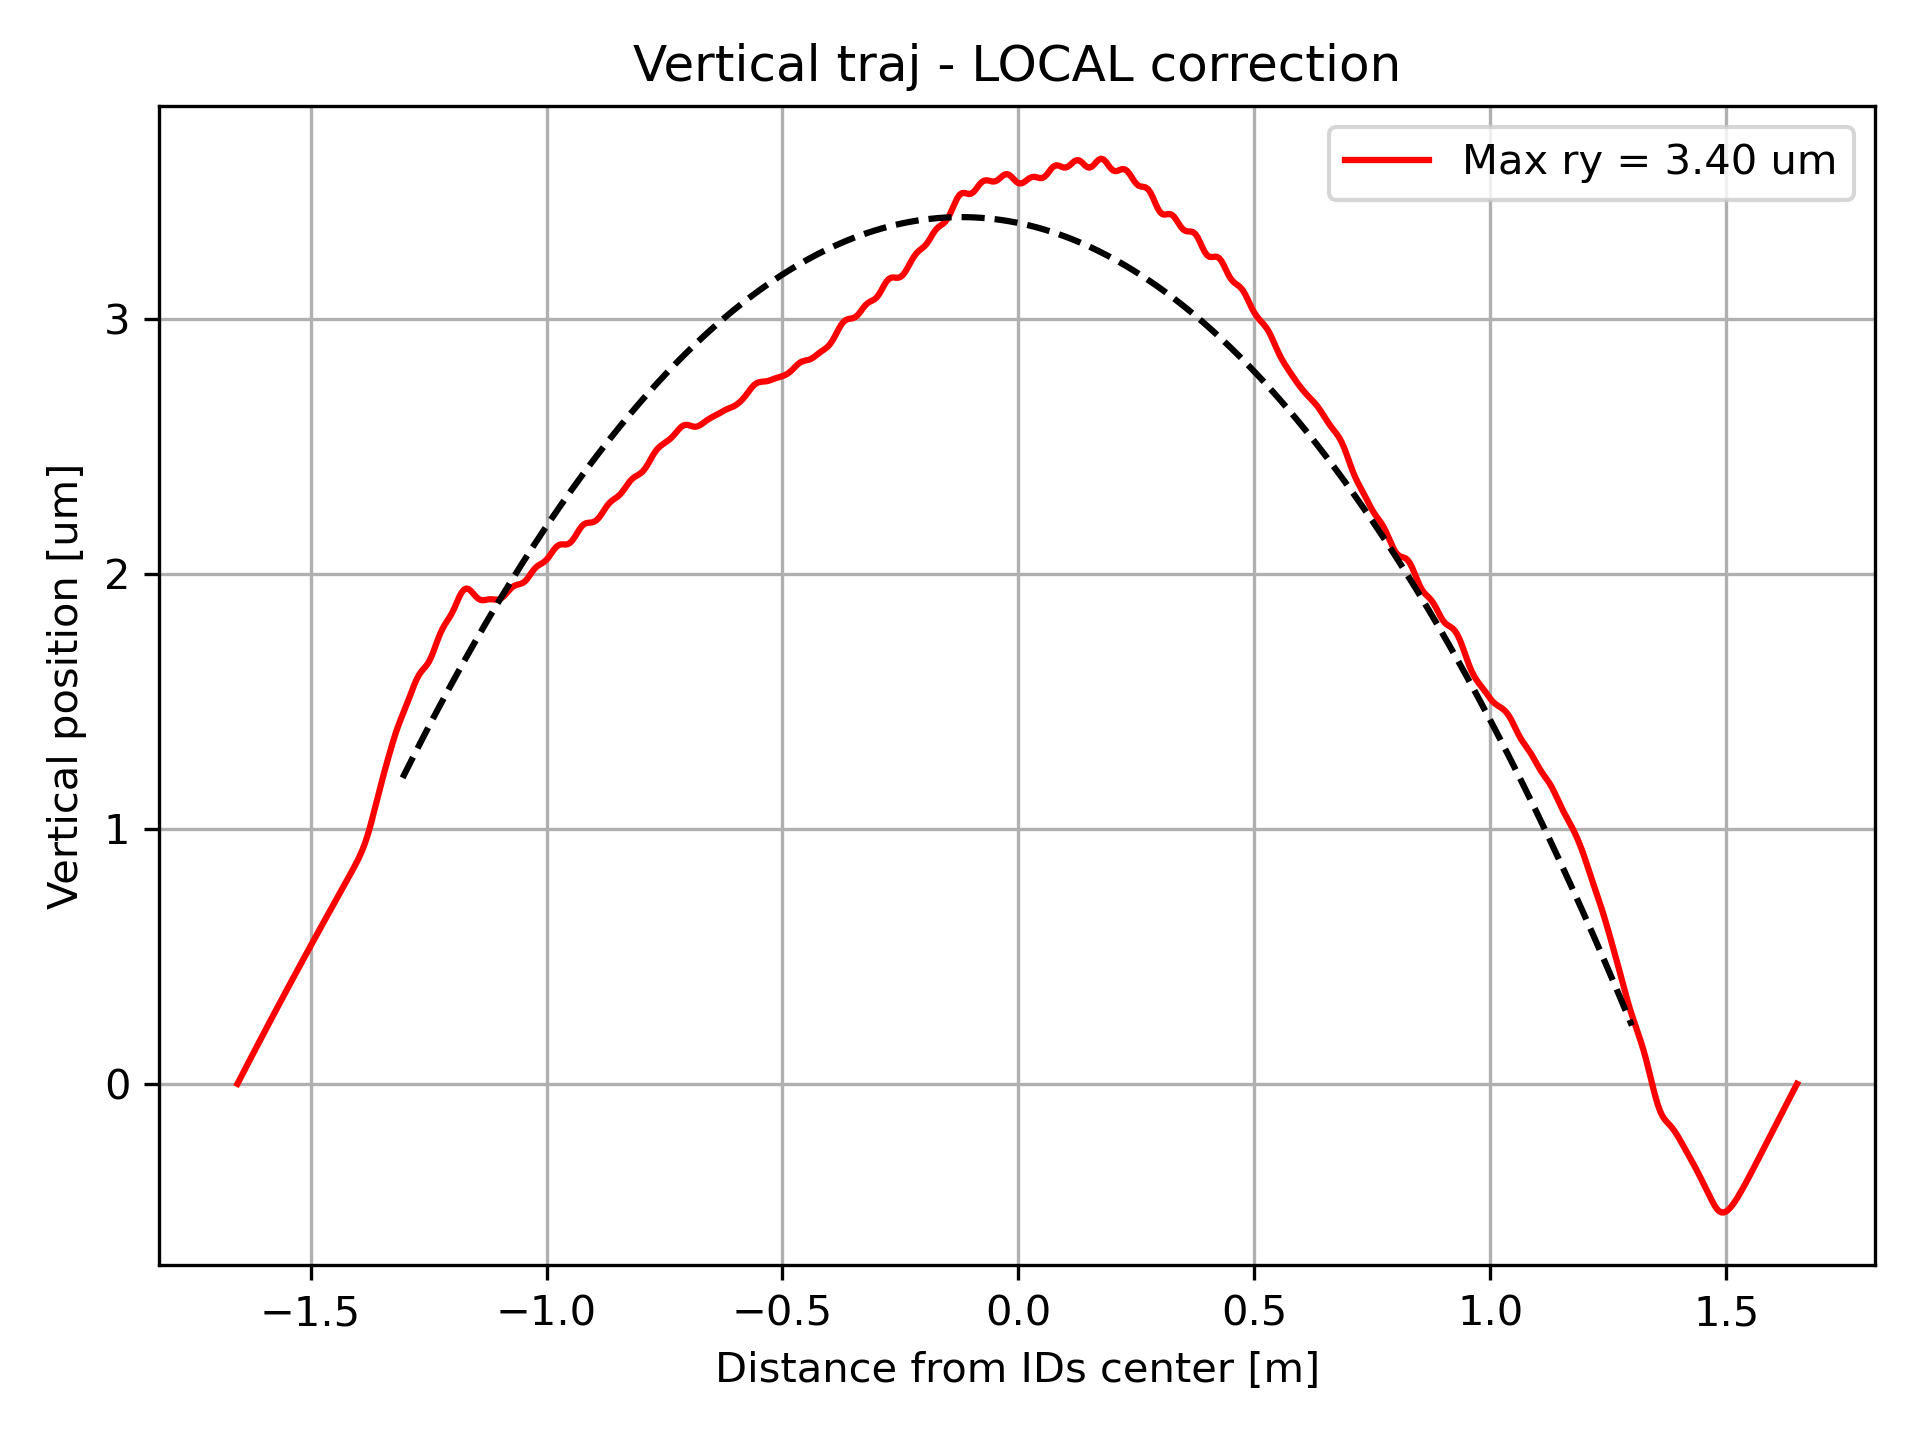 Vertical traj - LOCAL correction
Max ry = 3.40 um
Vertical position [um]
3
2
1
0
−1.5 −1.0 −0.5 0.0 0.5 1.0 1.5
Distance from IDs center [m]